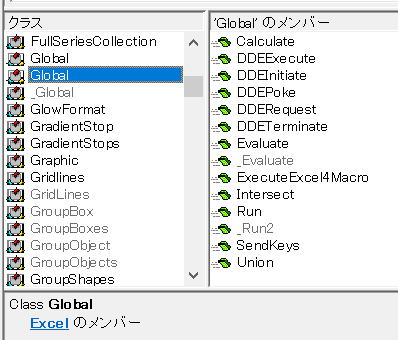 クラス
FullSeriesCollection
Global
Global
_Global
GlowFormat
GradientStop
GradientStops
Graphic
Gridlines
GridLines
GroupBox
GroupBoxes
GroupObject
GroupObjects
GroupShapes
'Global' のメンバー
Calculate
DDEExecute
DDEInitiate
DDEPoke
DDERequest
DDETerminate
Evaluate
_Evaluate
ExecuteExcel4Macro
Intersect
Run
_Run2
SendKeys
Union
Class Global
Excel のメンバー